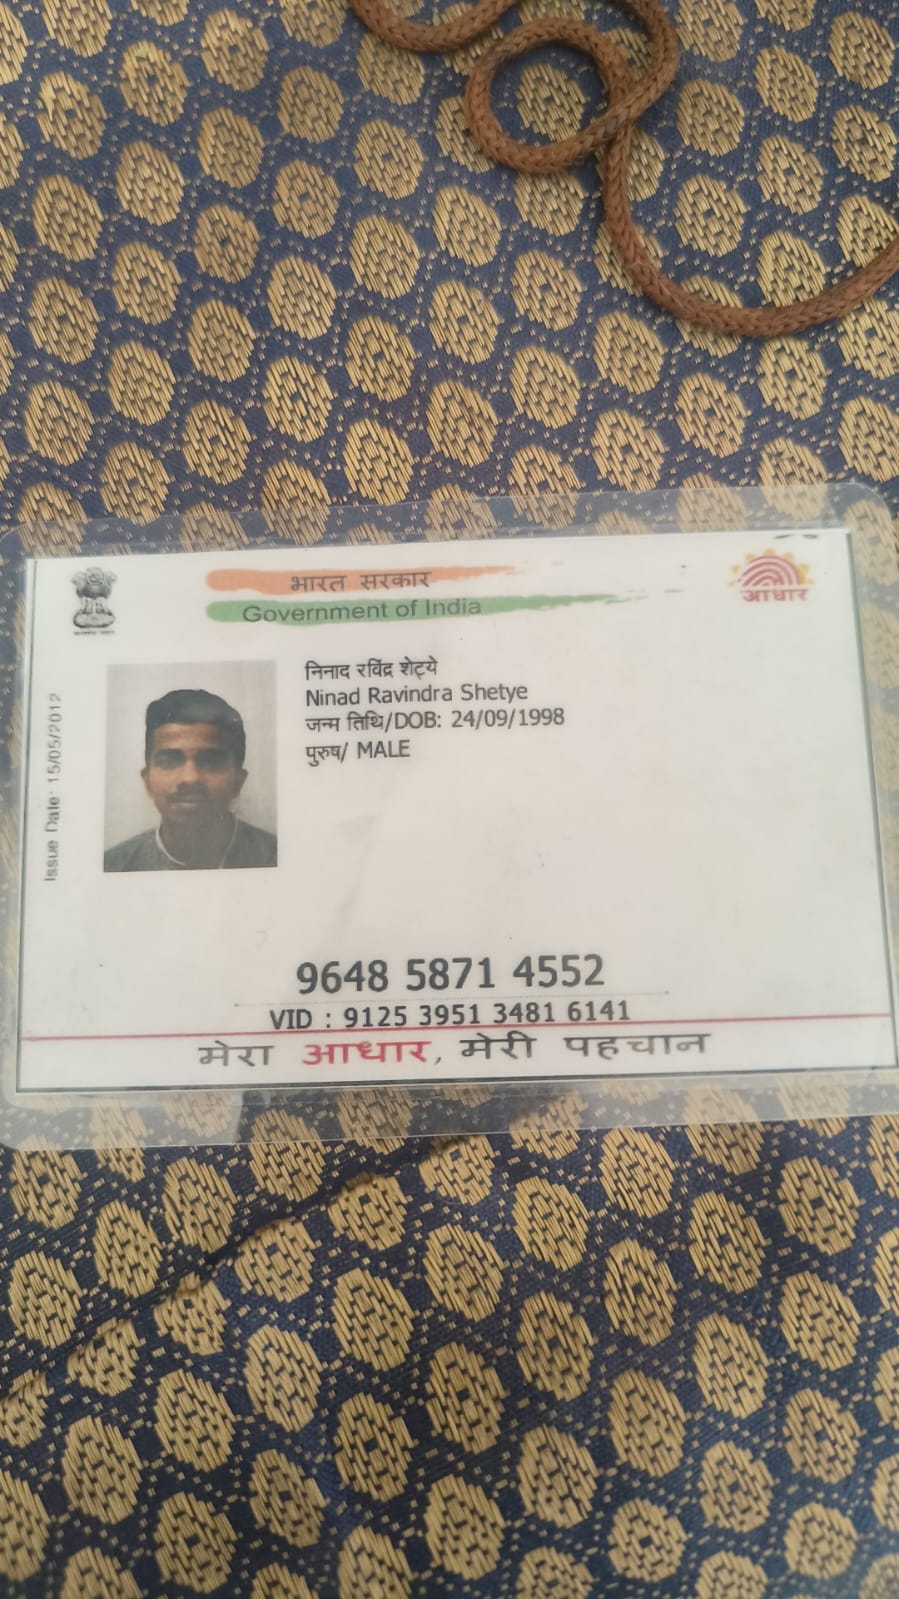 भारत सरकार
Government of India
आधार
Issue Date: 15/05/2012
निनाद रविंद्र शेट्ये
Ninad Ravindra Shetye
जन्म तिथि/DOB: 24/09/1998
पुरुष/ MALE
9648 5871 4552
VID : 9125 3951 3481 6141
मेरा आधार, मेरी पहचान